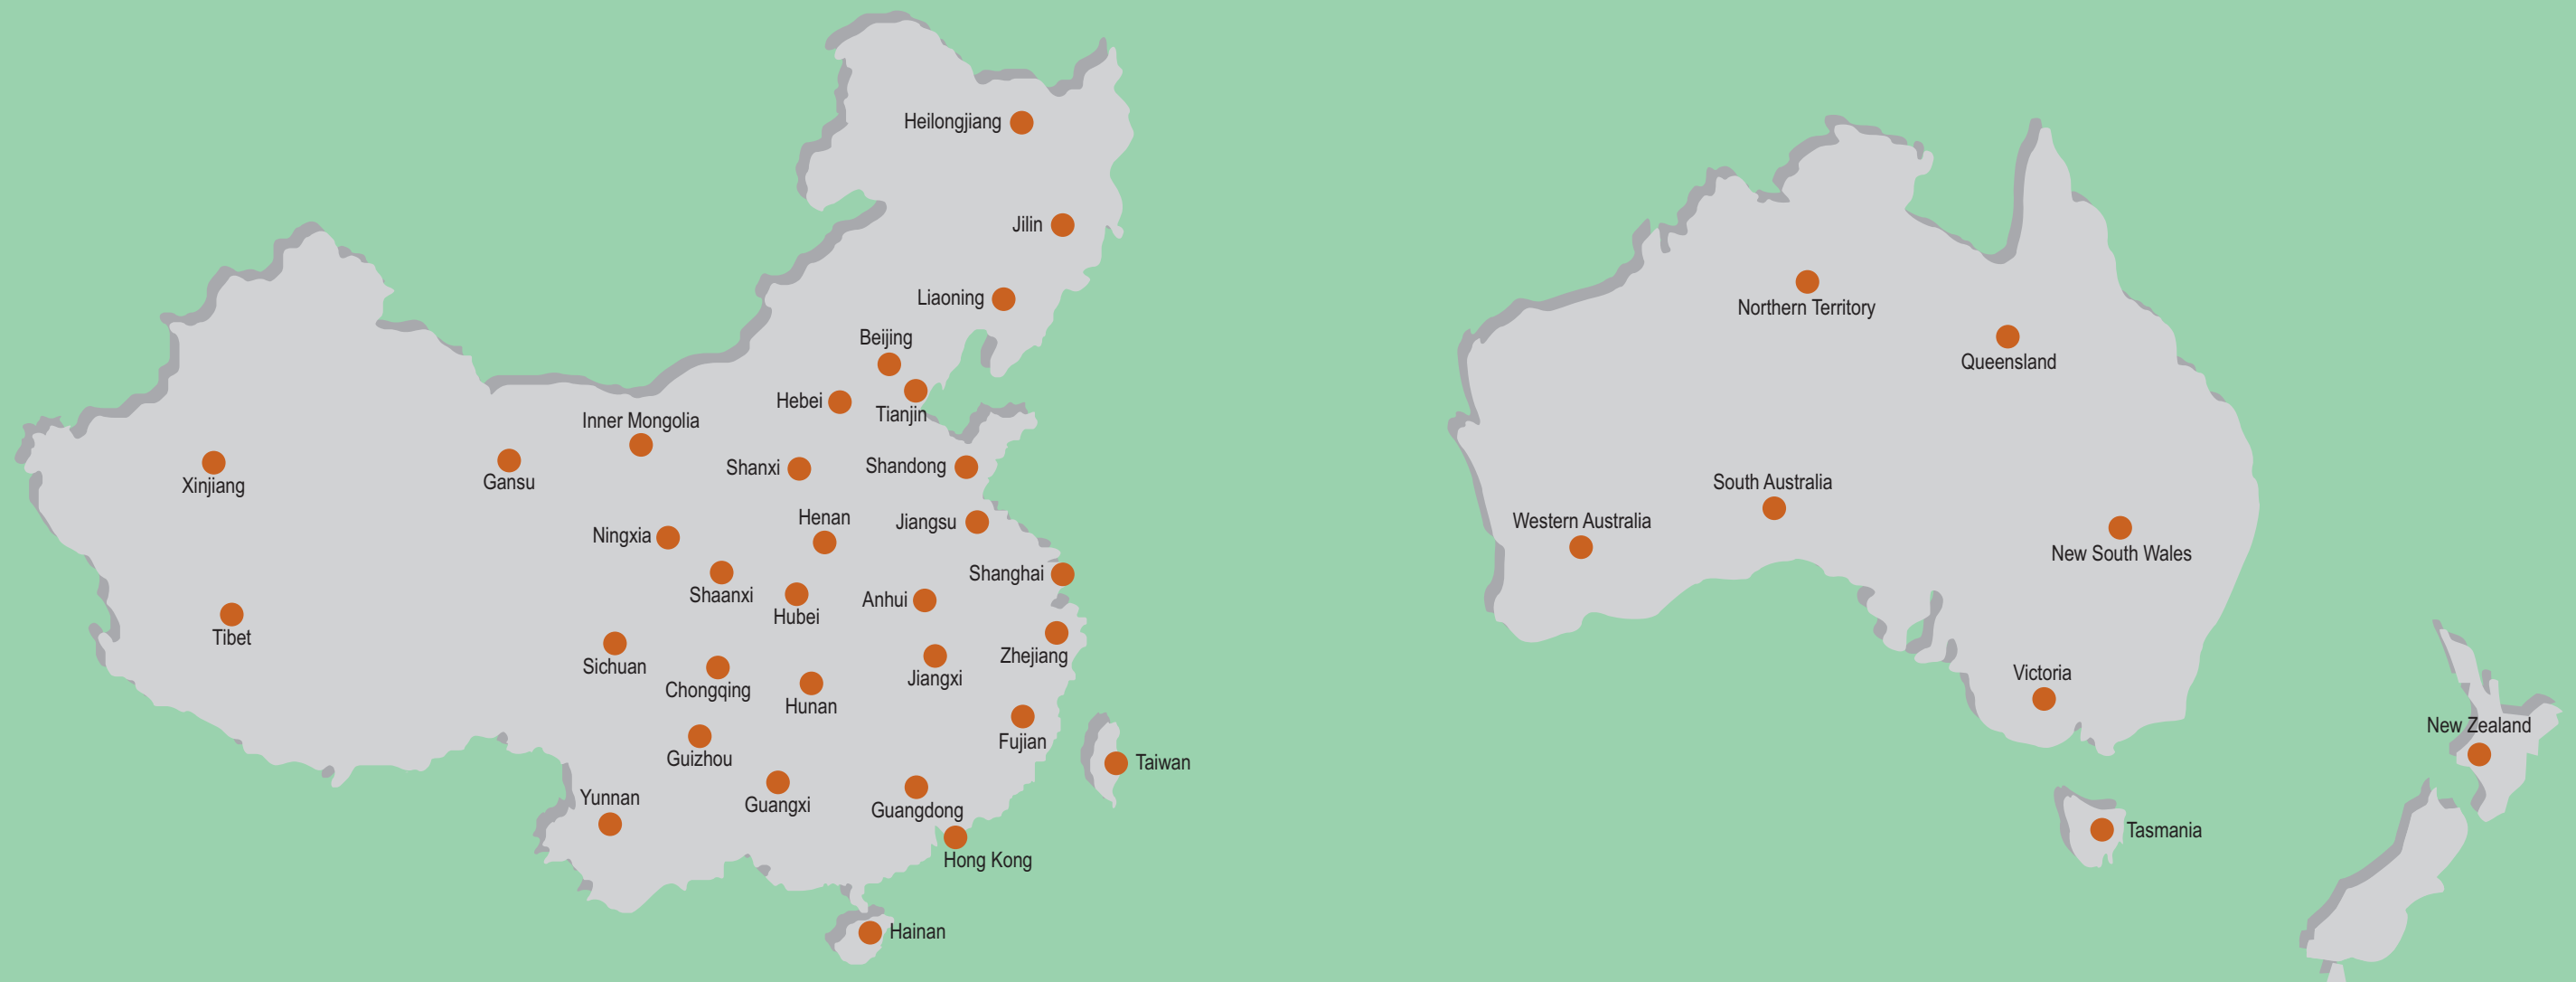 Heilongjiang
Jilin
Liaoning
Beijing
Hebei
Tianjin
Inner Mongolia
Xinjiang
Gansu
Shanxi
Shandong
Henan
Jiangsu
Ningxia
Shaanxi
Hubei
Anhui
Shanghai
Tibet
Sichuan
Chongqing
Hunan
Jiangxi
Zhejiang
Guizhou
Fujian
Taiwan
Yunnan
Guangxi
Guangdong
Hong Kong
Hainan
Northern Territory
Queensland
South Australia
Western Australia
New South Wales
Victoria
New Zealand
Tasmania